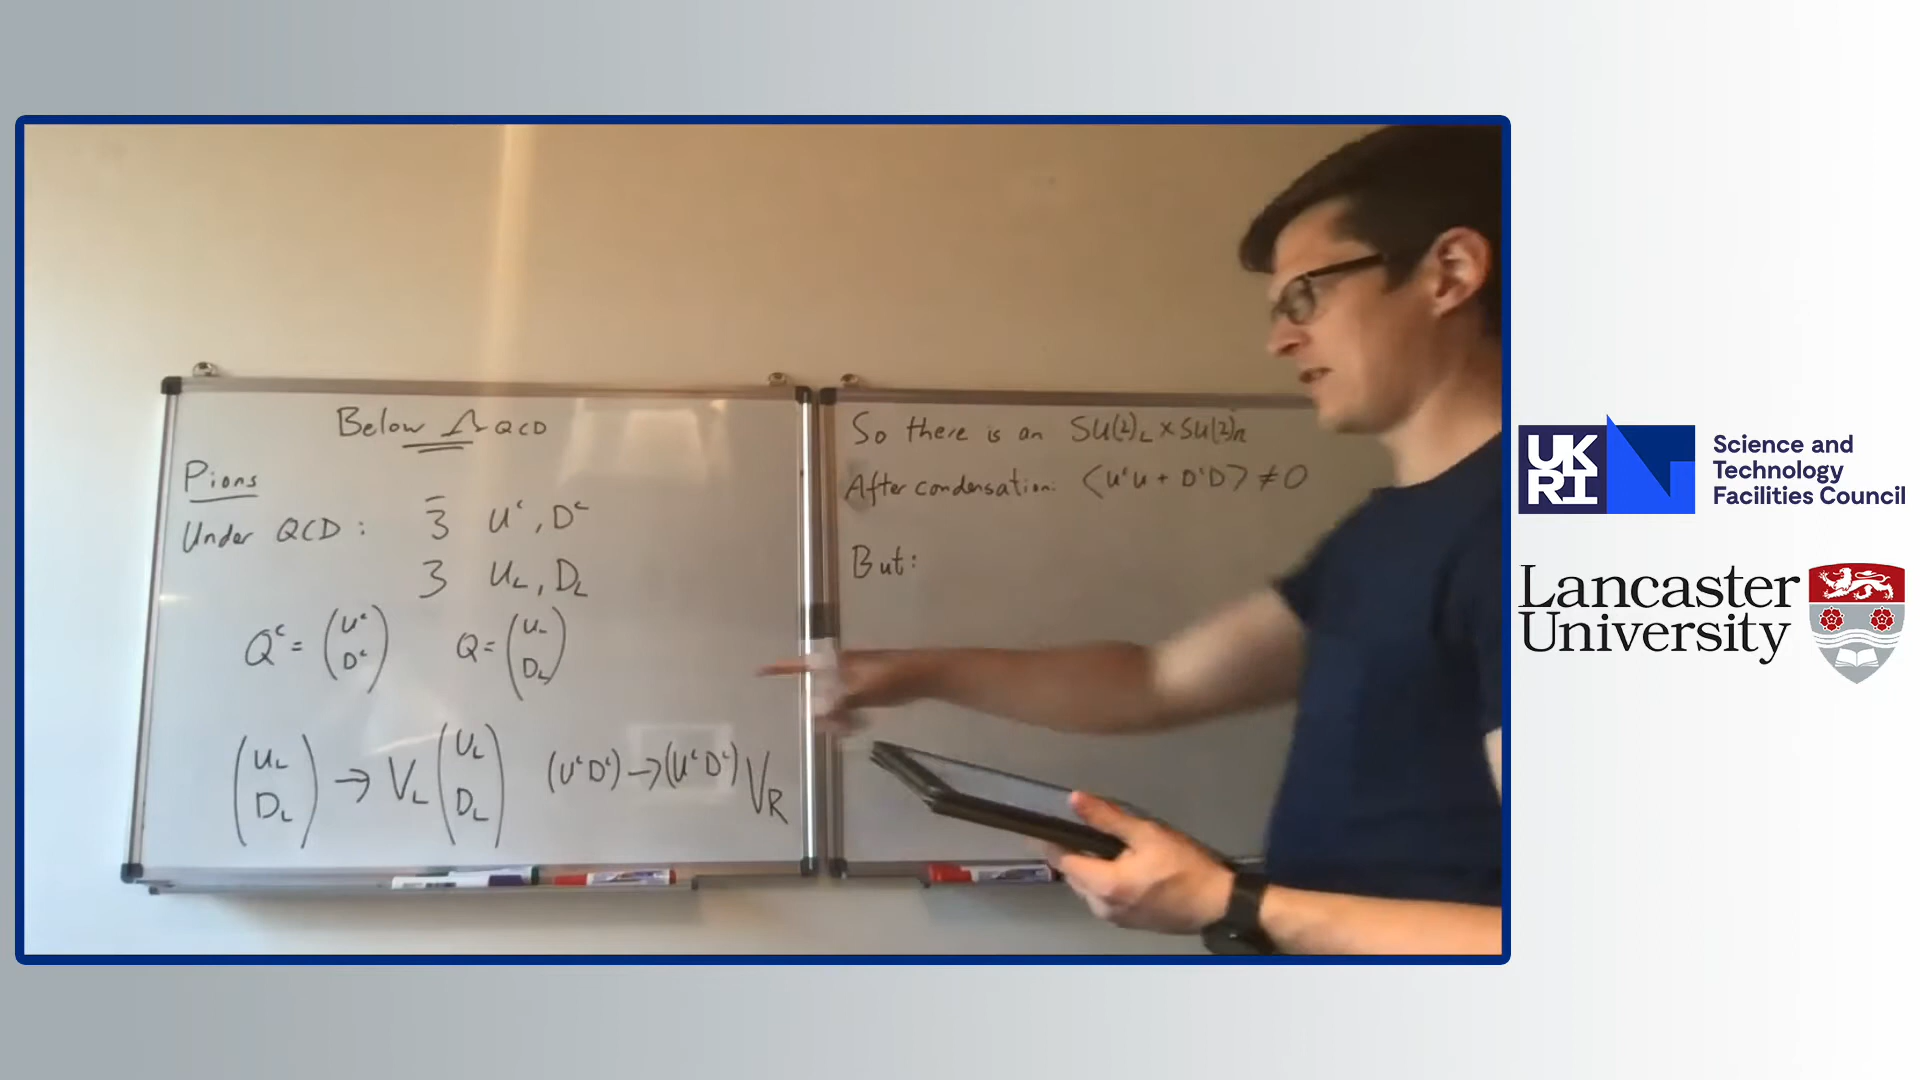 Below Λ QCD
Pions
Under QCD : 3̄ U^c, D^c
3 U_L, D_L
Q^c = (U^c D^c) Q = (U_L D_L)
(U_L D_L) → V_L (U_L D_L) (U^c D^c) → (U^c D^c) V_R
So there is an SU(2)_L × SU(2)_R
After condensation: ⟨U^c U + D^c D⟩ ≠ 0
But:
UKRI
Science and
Technology
Facilities Council
Lancaster
University